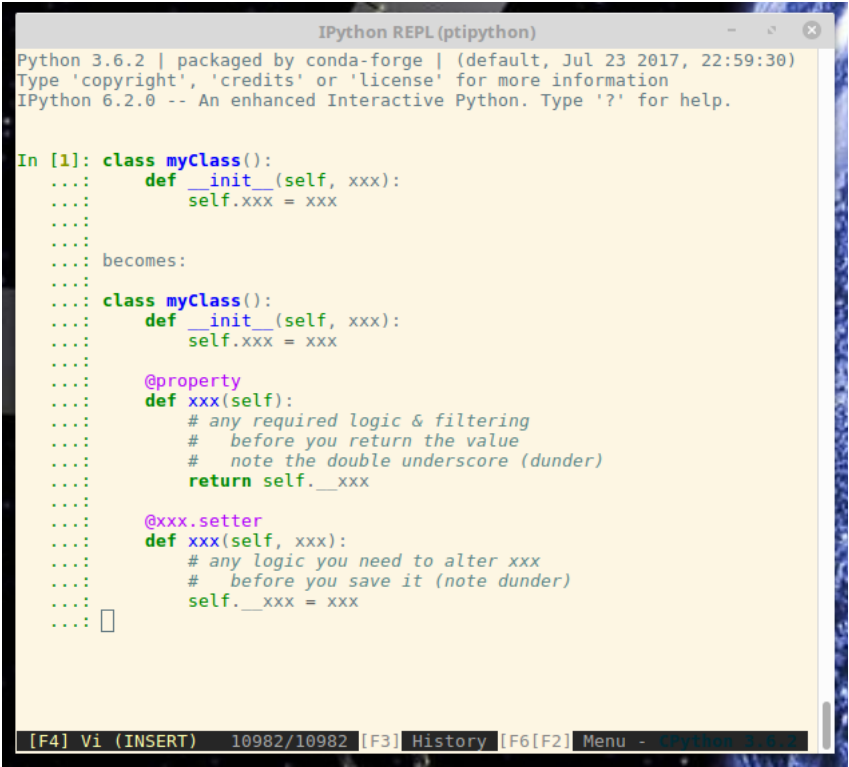 IPython REPL (ptipython)
Python 3.6.2 | packaged by conda-forge | (default, Jul 23 2017, 22:59:30)
Type 'copyright', 'credits' or 'license' for more information
IPython 6.2.0 -- An enhanced Interactive Python. Type '?' for help.
In [1]: class myClass():
   ...:     def __init__(self, xxx):
   ...:         self.xxx = xxx
   ...:
   ...:
   ...: becomes:
   ...:
   ...: class myClass():
   ...:     def __init__(self, xxx):
   ...:         self.xxx = xxx
   ...:
   ...:     @property
   ...:     def xxx(self):
   ...:         # any required logic & filtering
   ...:         #   before you return the value
   ...:         #   note the double underscore (dunder)
   ...:         return self.__xxx
   ...:
   ...:     @xxx.setter
   ...:     def xxx(self, xxx):
   ...:         # any logic you need to alter xxx
   ...:         #   before you save it (note dunder)
   ...:         self.__xxx = xxx
   ...:
[F4] Vi (INSERT)   10982/10982 [F3] History [F6[F2] Menu - CPython 3.6.2